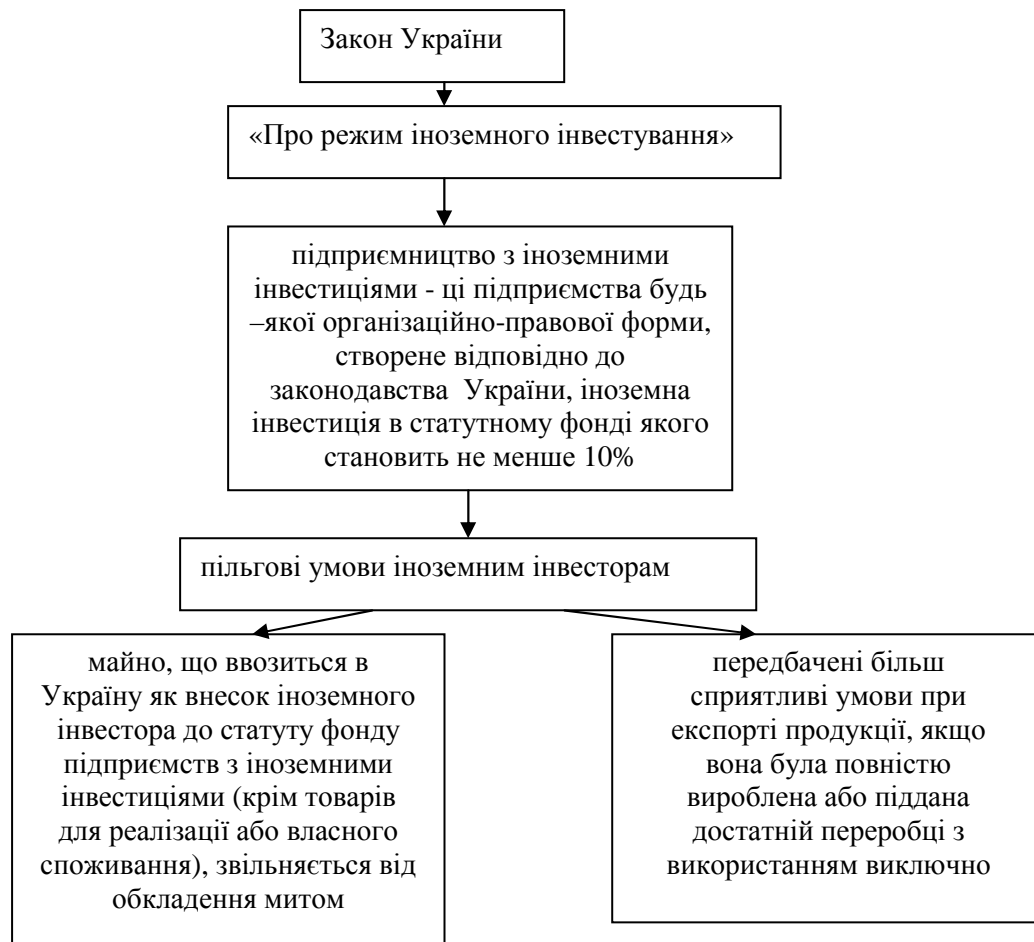 Закон України
«Про режим іноземного інвестування»
підприємництво з іноземними
інвестиціями - ці підприємства будь
–якої організаційно-правової форми,
створене відповідно до
законодавства України, іноземна
інвестиція в статутному фонді якого
становить не менше 10%
пільгові умови іноземним інвесторам
майно, що ввозиться в
Україну як внесок іноземного
інвестора до статуту фонду
підприємств з іноземними
інвестиціями (крім товарів
для реалізації або власного
споживання), звільняється від
обкладення митом
передбачені більш
сприятливі умови при
експорті продукції, якщо
вона була повністю
вироблена або піддана
достатній переробці з
використанням виключно